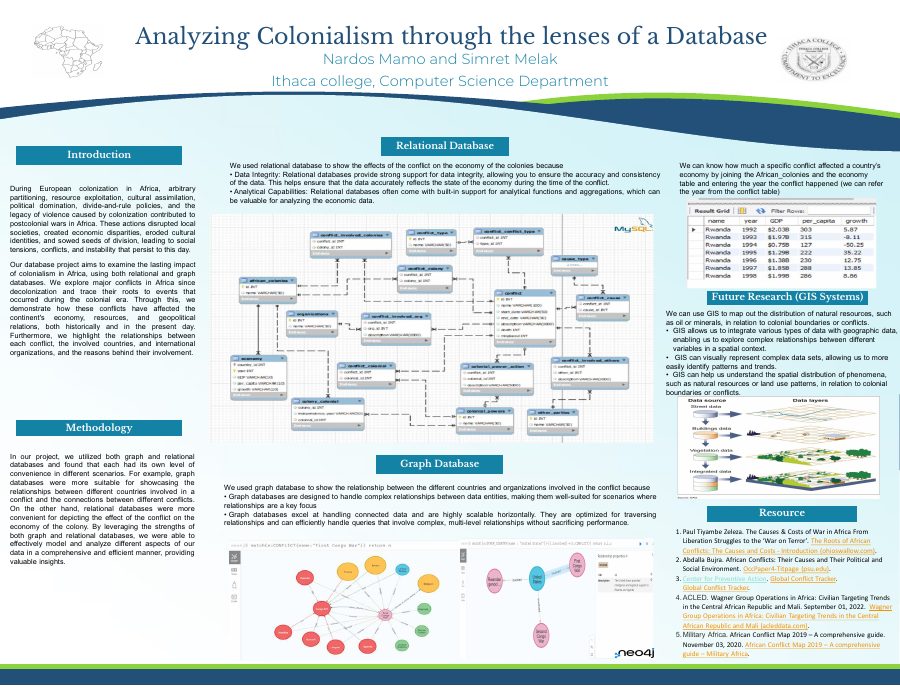 Analyzing Colonialism through the lenses of a Database
Nardos Mamo and Simret Melak
Ithaca college, Computer Science Department
Introduction
During European colonization in Africa, arbitrary
partitioning, resource exploitation, cultural assimilation,
political domination, divide-and-rule policies, and the
legacy of violence caused by colonization contributed to
postcolonial wars in Africa. These actions disrupted local
societies, created economic disparities, eroded cultural
identities, and sowed seeds of division, leading to social
tensions, conflicts, and instability that persist to this day.
Our database project aims to examine the lasting impact
of colonialism in Africa, using both relational and graph
databases. We explore major conflicts in Africa since
decolonization and trace their roots to events that
occurred during the colonial era. Through this, we
demonstrate how these conflicts have affected the
continent's economy, resources, and geopolitical
relations, both historically and in the present day.
Furthermore, we highlight the relationships between
each conflict, the involved countries, and international
organizations, and the reasons behind their involvement.
Methodology
In our project, we utilized both graph and relational
databases and found that each had its own level of
convenience in different scenarios. For example, graph
databases were more suitable for showcasing the
relationships between different countries involved in a
conflict and the connections between different conflicts.
On the other hand, relational databases were more
convenient for depicting the effect of the conflict on the
economy of the colony. By leveraging the strengths of
both graph and relational databases, we were able to
effectively model and analyze different aspects of our
data in a comprehensive and efficient manner, providing
valuable insights.
Relational Database
We used relational database to show the effects of the conflict on the economy of the colonies because
• Data Integrity: Relational databases provide strong support for data integrity, allowing you to ensure the accuracy and consistency
of the data. This helps ensure that the data accurately reflects the state of the economy during the time of the conflict.
• Analytical Capabilities: Relational databases often come with built-in support for analytical functions and aggregations, which can
be valuable for analyzing the economic data.
MySQL
conflict_involved_colonies
conflict_type
african_colonies
conflict_colony
organizations
conflict_involved_org
conflict
economy
conflict_colonial
colonial_power_action
conflict_involved_others
colonial_powers
other_parties
Graph Database
We used graph database to show the relationship between the different countries and organizations involved in the conflict because
• Graph databases are designed to handle complex relationships between data entities, making them well-suited for scenarios where
relationships are a key focus
• Graph databases excel at handling connected data and are highly scalable horizontally. They are optimized for traversing
relationships and can efficiently handle queries that involve complex, multi-level relationships without sacrificing performance.
neo4j
We can know how much a specific conflict affected a country's
economy by joining the African_colonies and the economy
table and entering the year the conflict happened (we can refer
the year from the conflict table)
Result Grid Filter Rows:
name year GDP per_capita growth
Rwanda 1992 $2.03B 303 5.87
Rwanda 1993 $1.97B 315 -8.11
Rwanda 1994 $0.75B 127 -50.25
Rwanda 1995 $1.29B 222 35.22
Rwanda 1996 $1.38B 230 12.75
Rwanda 1997 $1.85B 288 13.85
Rwanda 1998 $1.99B 286 8.86
Future Research (GIS Systems)
We can use GIS to map out the distribution of natural resources, such
as oil or minerals, in relation to colonial boundaries or conflicts.
GIS allows us to integrate various types of data with geographic data,
enabling us to explore complex relationships between different
variables in a spatial context.
• GIS can visually represent complex data sets, allowing us to more
easily identify patterns and trends.
• GIS can help us understand the spatial distribution of phenomena,
such as natural resources or land use patterns, in relation to colonial
boundaries or conflicts.
Data source Data layers
Street data
Buildings data
Vegetation data
Integrated data
Resource
1. Paul Tiyambe Zeleza. The Causes & Costs of War in Africa From
Liberation Struggles to the 'War on Terror'. The Roots of African
Conflicts: The Causes and Costs - Introduction (ohioswallow.com).
2. Abdalla Bujra. African Conflicts: Their Causes and Their Political and
Social Environment. OccPaper4-Titpage (psu.edu).
3. Center for Preventive Action. Global Conflict Tracker.
Global Conflict Tracker.
4. ACLED. Wagner Group Operations in Africa: Civilian Targeting Trends
in the Central African Republic and Mali. September 01, 2022. Wagner
Group Operations in Africa: Civilian Targeting Trends in the Central
African Republic and Mali (acleddata.com).
5. Military Africa. African Conflict Map 2019 – A comprehensive guide.
November 03, 2020. African Conflict Map 2019 – A comprehensive
guide – Military Africa.